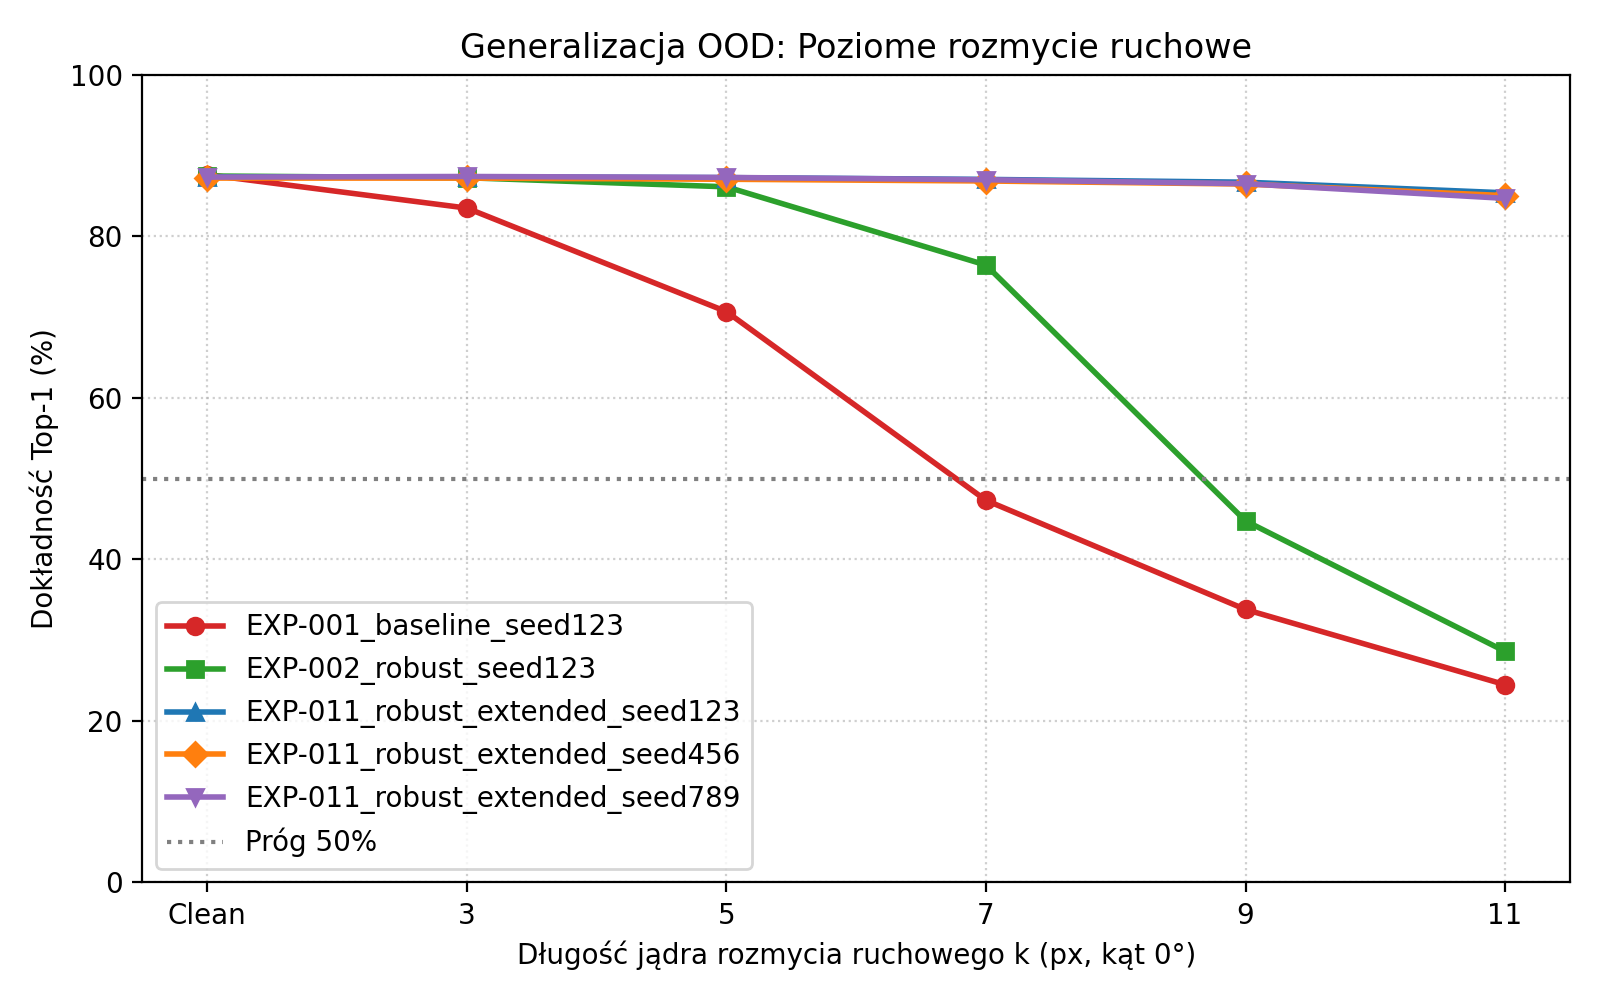 Generalizacja OOD: Poziome rozmycie ruchowe
Dokładność Top-1 (%)
100
80
60
40
20
0
EXP-001_baseline_seed123
EXP-002_robust_seed123
EXP-011_robust_extended_seed123
EXP-011_robust_extended_seed456
EXP-011_robust_extended_seed789
Próg 50%
Clean 3 5 7 9 11
Długość jądra rozmycia ruchowego k (px, kąt 0°)